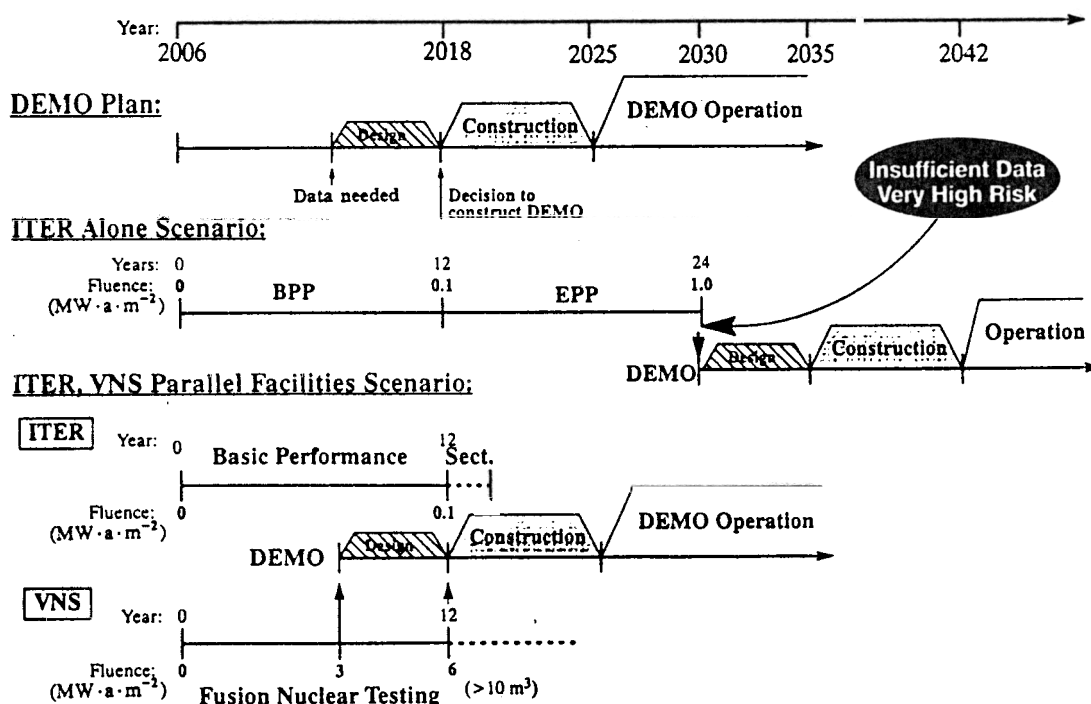 Year:
2006 2018 2025 2030 2035 2042
DEMO Plan:
DEMO Operation
Construction
Design
Data needed
Decision to
construct DEMO
Insufficient Data
Very High Risk
ITER Alone Scenario:
Years: 0 12 24
Fluence: 0 0.1 1.0
(MW·a·m⁻²)
BPP EPP
Operation
Construction
Design
DEMO
ITER, VNS Parallel Facilities Scenario:
ITER
Year: 0 12
Basic Performance Sect.
Fluence: 0 0.1
(MW·a·m⁻²)
DEMO Operation
Construction
Design
DEMO
VNS
Year: 0 12
Fluence: 0 3 6
(MW·a·m⁻²)
Fusion Nuclear Testing (>10 m³)